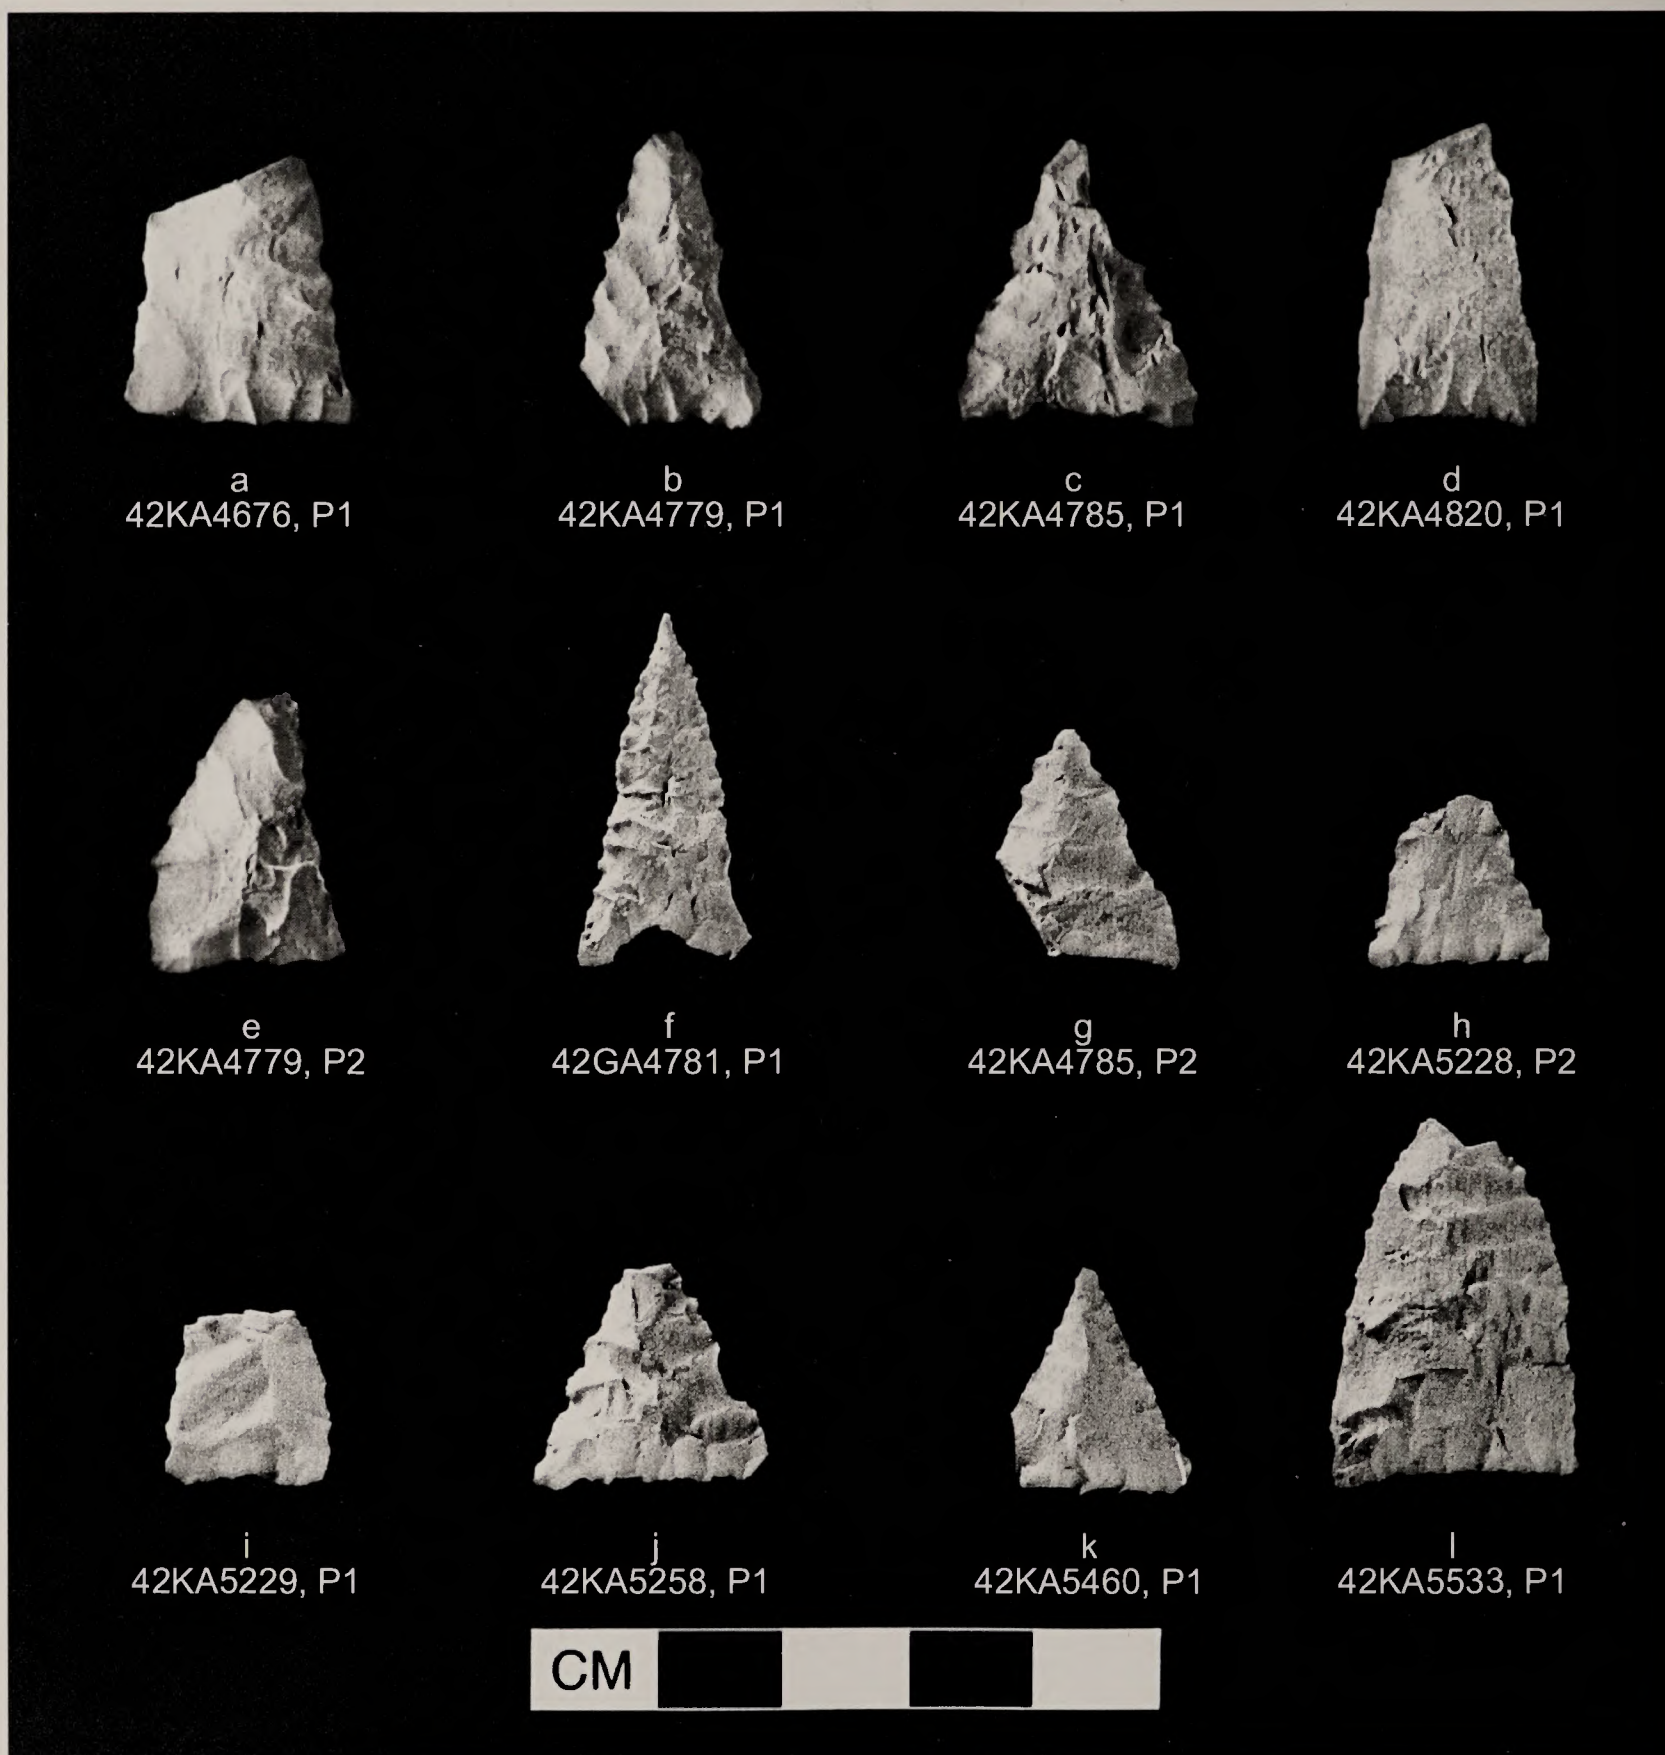 a
42KA4676, P1
b
42KA4779, P1
c
42KA4785, P1
d
42KA4820, P1
e
42KA4779, P2
f
42GA4781, P1
g
42KA4785, P2
h
42KA5228, P2
i
42KA5229, P1
j
42KA5258, P1
k
42KA5460, P1
l
42KA5533, P1
CM